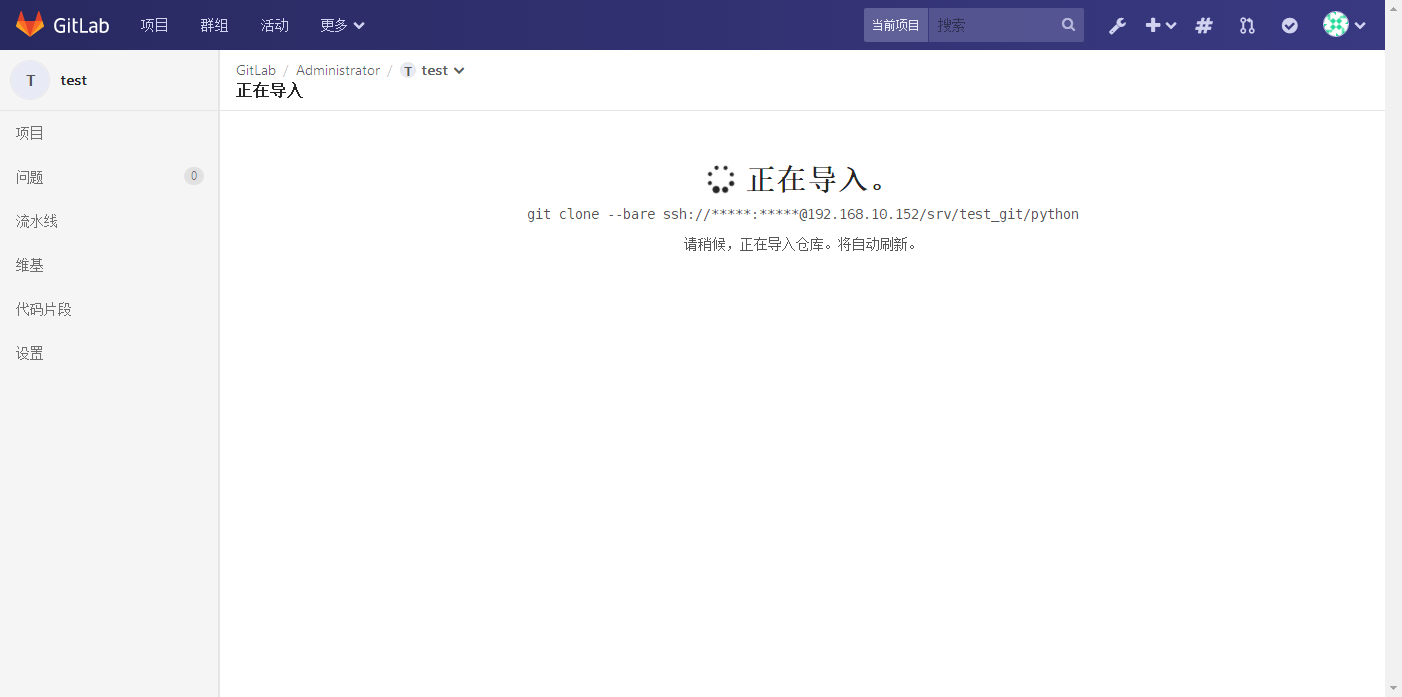 GitLab 项目 群组 活动 更多 当前项目 搜索
T test
GitLab / Administrator / T test
正在导入
项目
问题 0
流水线
维基
代码片段
设置
正在导入。
git clone --bare ssh://*****:*****@192.168.10.152/srv/test_git/python
请稍候，正在导入仓库。将自动刷新。